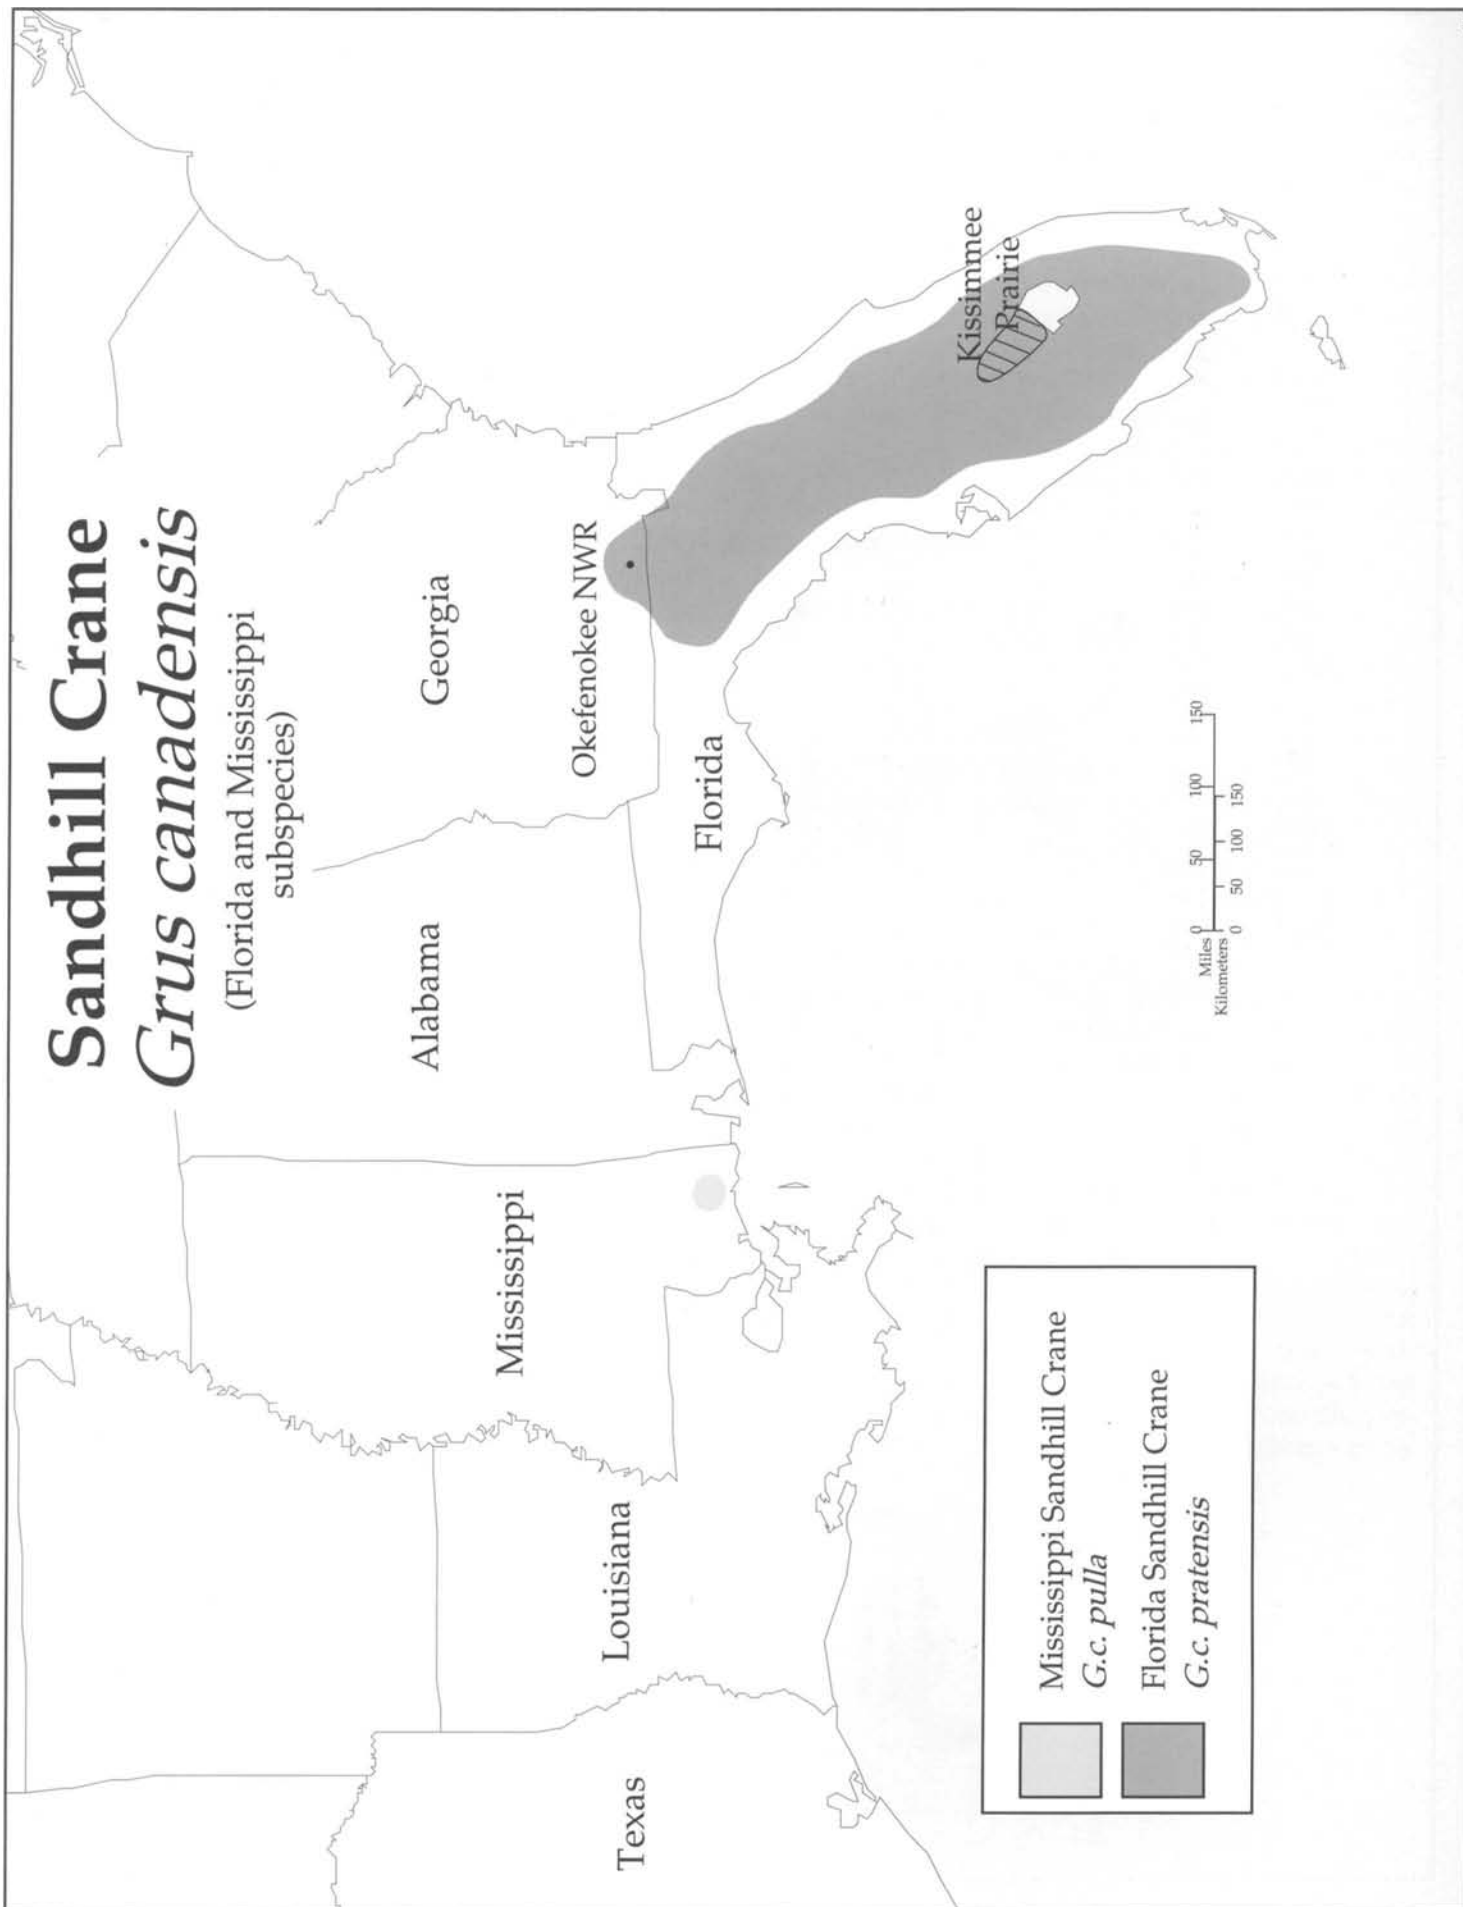 Sandhill Crane
Grus canadensis
(Florida and Mississippi
subspecies)
Texas
Louisiana
Mississippi
Alabama
Georgia
Okefenokee NWR
Florida
Kissimmee
Prairie
Miles
0 50 100 150
Kilometers
0 50 100 150
Mississippi Sandhill Crane
G.c. pulla
Florida Sandhill Crane
G.c. pratensis